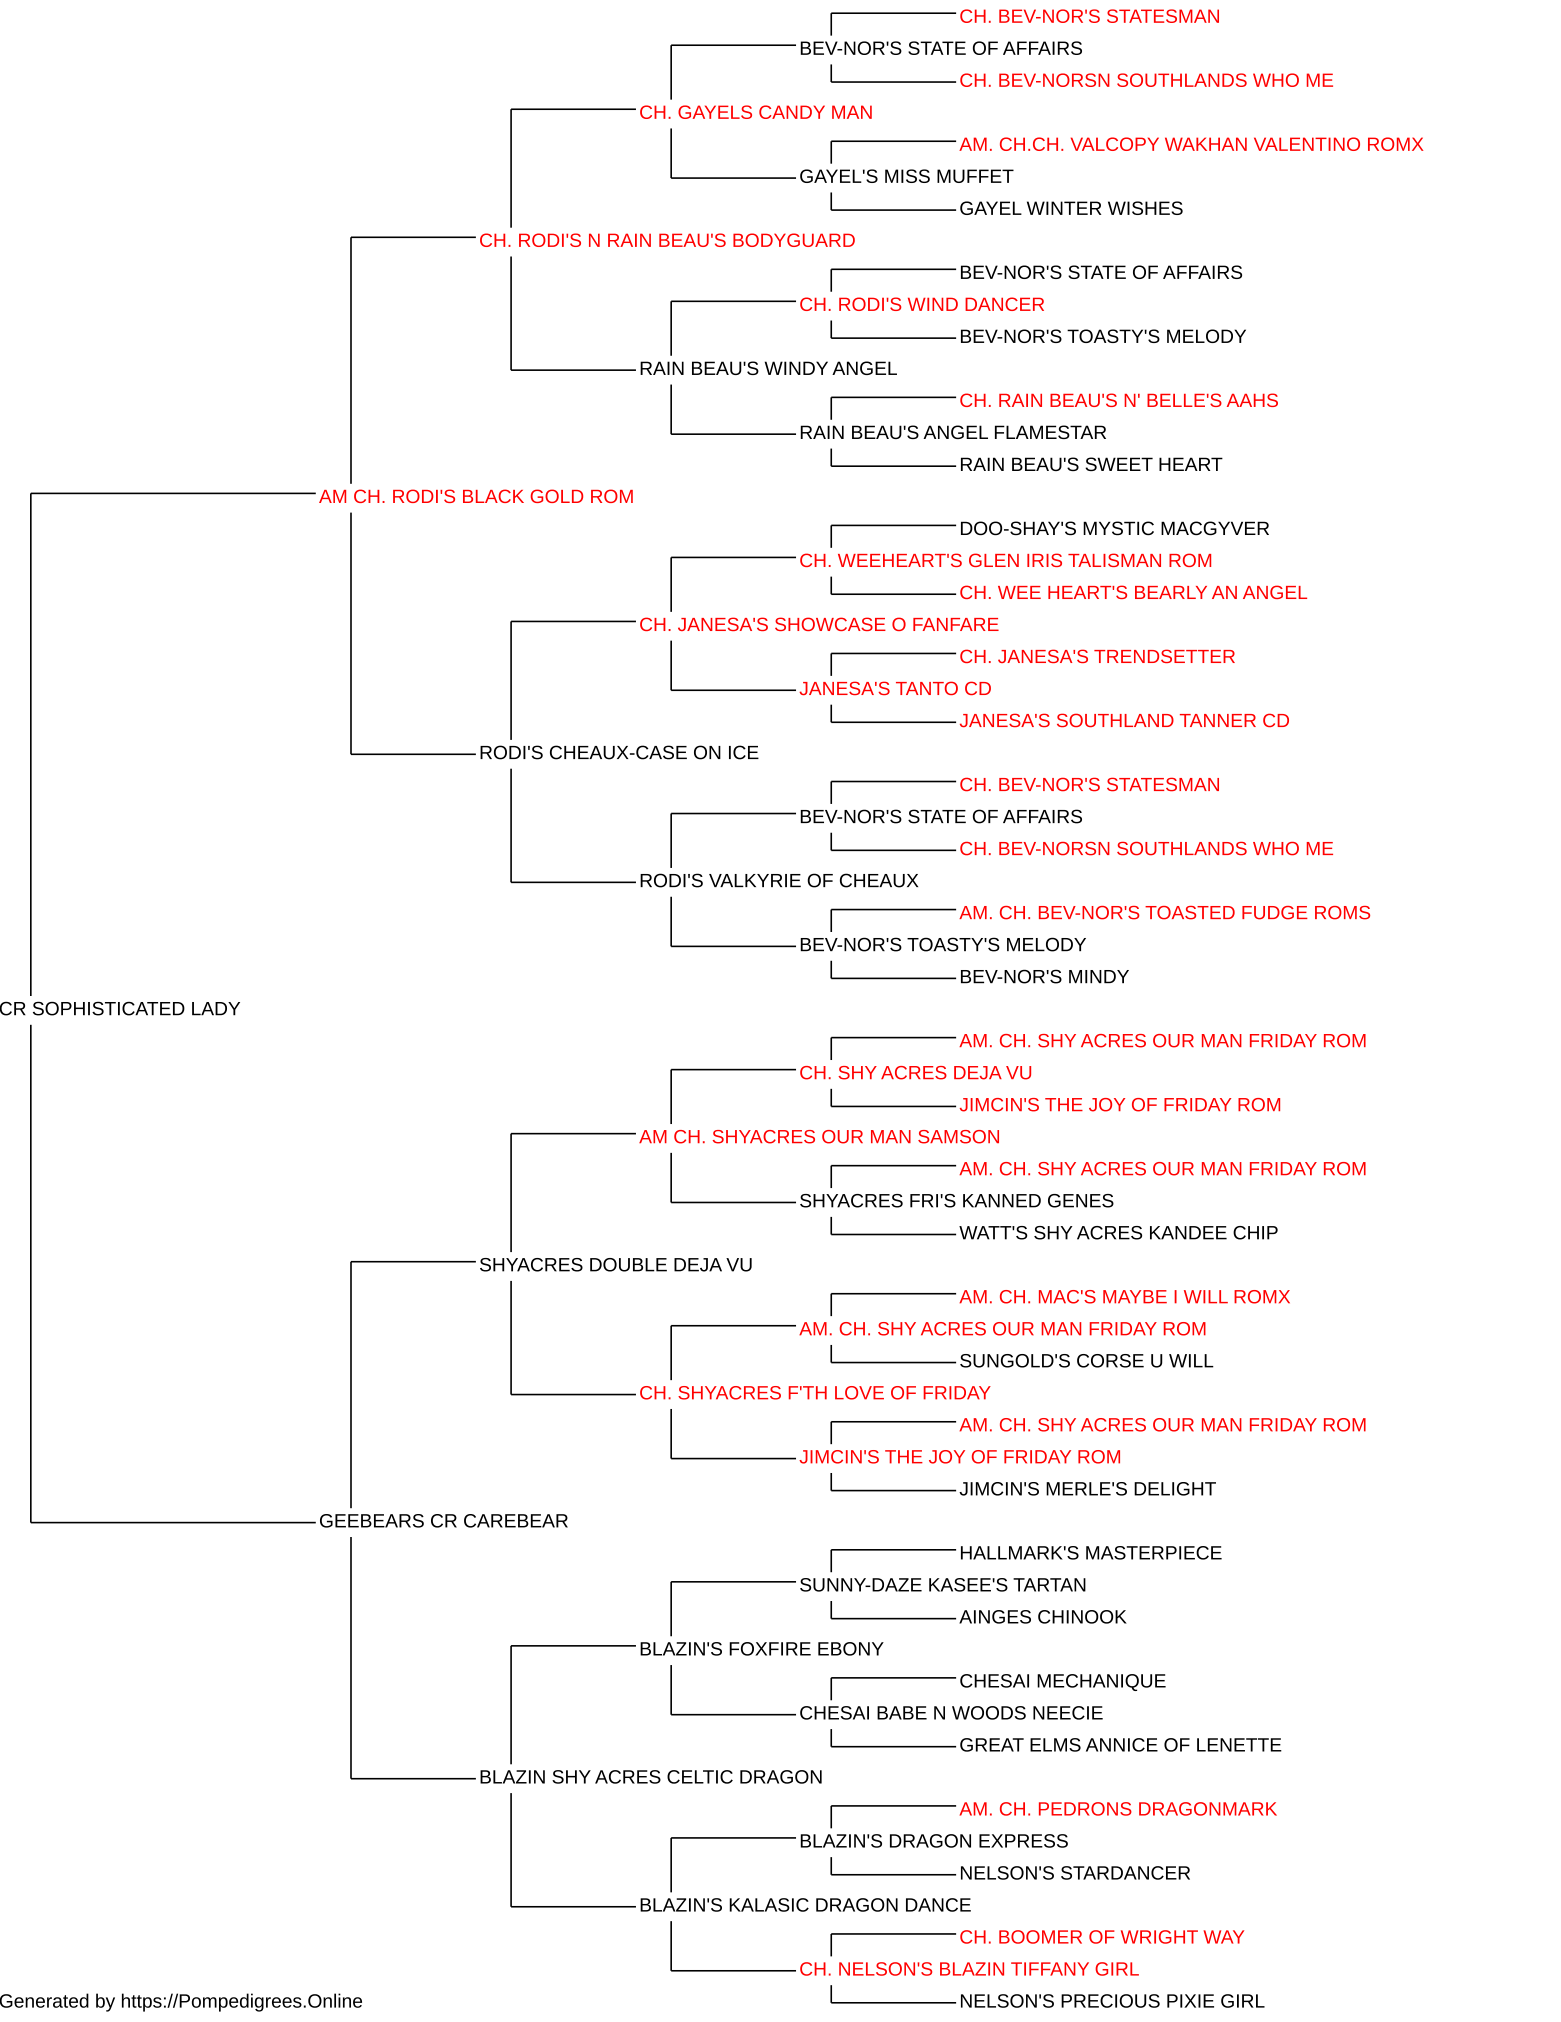 CH. BEV-NOR'S STATESMAN
BEV-NOR'S STATE OF AFFAIRS
CH. BEV-NORSN SOUTHLANDS WHO ME
CH. GAYELS CANDY MAN
AM. CH.CH. VALCOPY WAKHAN VALENTINO ROMX
GAYEL'S MISS MUFFET
GAYEL WINTER WISHES
CH. RODI'S N RAIN BEAU'S BODYGUARD
BEV-NOR'S STATE OF AFFAIRS
CH. RODI'S WIND DANCER
BEV-NOR'S TOASTY'S MELODY
RAIN BEAU'S WINDY ANGEL
CH. RAIN BEAU'S N' BELLE'S AAHS
RAIN BEAU'S ANGEL FLAMESTAR
RAIN BEAU'S SWEET HEART
AM CH. RODI'S BLACK GOLD ROM
DOO-SHAY'S MYSTIC MACGYVER
CH. WEEHEART'S GLEN IRIS TALISMAN ROM
CH. WEE HEART'S BEARLY AN ANGEL
CH. JANESA'S SHOWCASE O FANFARE
CH. JANESA'S TRENDSETTER
JANESA'S TANTO CD
JANESA'S SOUTHLAND TANNER CD
RODI'S CHEAUX-CASE ON ICE
CH. BEV-NOR'S STATESMAN
BEV-NOR'S STATE OF AFFAIRS
CH. BEV-NORSN SOUTHLANDS WHO ME
RODI'S VALKYRIE OF CHEAUX
AM. CH. BEV-NOR'S TOASTED FUDGE ROMS
BEV-NOR'S TOASTY'S MELODY
BEV-NOR'S MINDY
CR SOPHISTICATED LADY
AM. CH. SHY ACRES OUR MAN FRIDAY ROM
CH. SHY ACRES DEJA VU
JIMCIN'S THE JOY OF FRIDAY ROM
AM CH. SHYACRES OUR MAN SAMSON
AM. CH. SHY ACRES OUR MAN FRIDAY ROM
SHYACRES FRI'S KANNED GENES
WATT'S SHY ACRES KANDEE CHIP
SHYACRES DOUBLE DEJA VU
AM. CH. MAC'S MAYBE I WILL ROMX
AM. CH. SHY ACRES OUR MAN FRIDAY ROM
SUNGOLD'S CORSE U WILL
CH. SHYACRES F'TH LOVE OF FRIDAY
AM. CH. SHY ACRES OUR MAN FRIDAY ROM
JIMCIN'S THE JOY OF FRIDAY ROM
JIMCIN'S MERLE'S DELIGHT
GEEBEARS CR CAREBEAR
HALLMARK'S MASTERPIECE
SUNNY-DAZE KASEE'S TARTAN
AINGES CHINOOK
BLAZIN'S FOXFIRE EBONY
CHESAI MECHANIQUE
CHESAI BABE N WOODS NEECIE
GREAT ELMS ANNICE OF LENETTE
BLAZIN SHY ACRES CELTIC DRAGON
AM. CH. PEDRONS DRAGONMARK
BLAZIN'S DRAGON EXPRESS
NELSON'S STARDANCER
BLAZIN'S KALASIC DRAGON DANCE
CH. BOOMER OF WRIGHT WAY
CH. NELSON'S BLAZIN TIFFANY GIRL
NELSON'S PRECIOUS PIXIE GIRL
Generated by https://Pompedigrees.Online